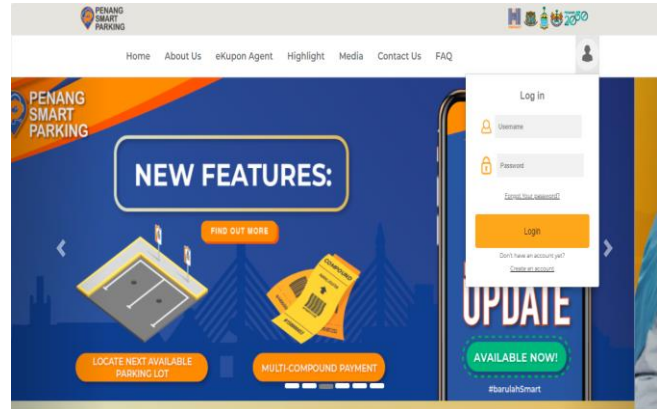 PENANG
SMART
PARKING
2030
Home About Us eKupon Agent Highlight Media Contact Us FAQ
PENANG
SMART
PARKING
NEW FEATURES:
FIND OUT MORE
COMPOUND
LOCATE NEXT AVAILABLE
PARKING LOT
MULTI-COMPOUND PAYMENT
Log in
Username
Password
Forgot Your password?
Login
Don't have an account yet?
Create an account
UPDATE
AVAILABLE NOW!
#barulahSmart